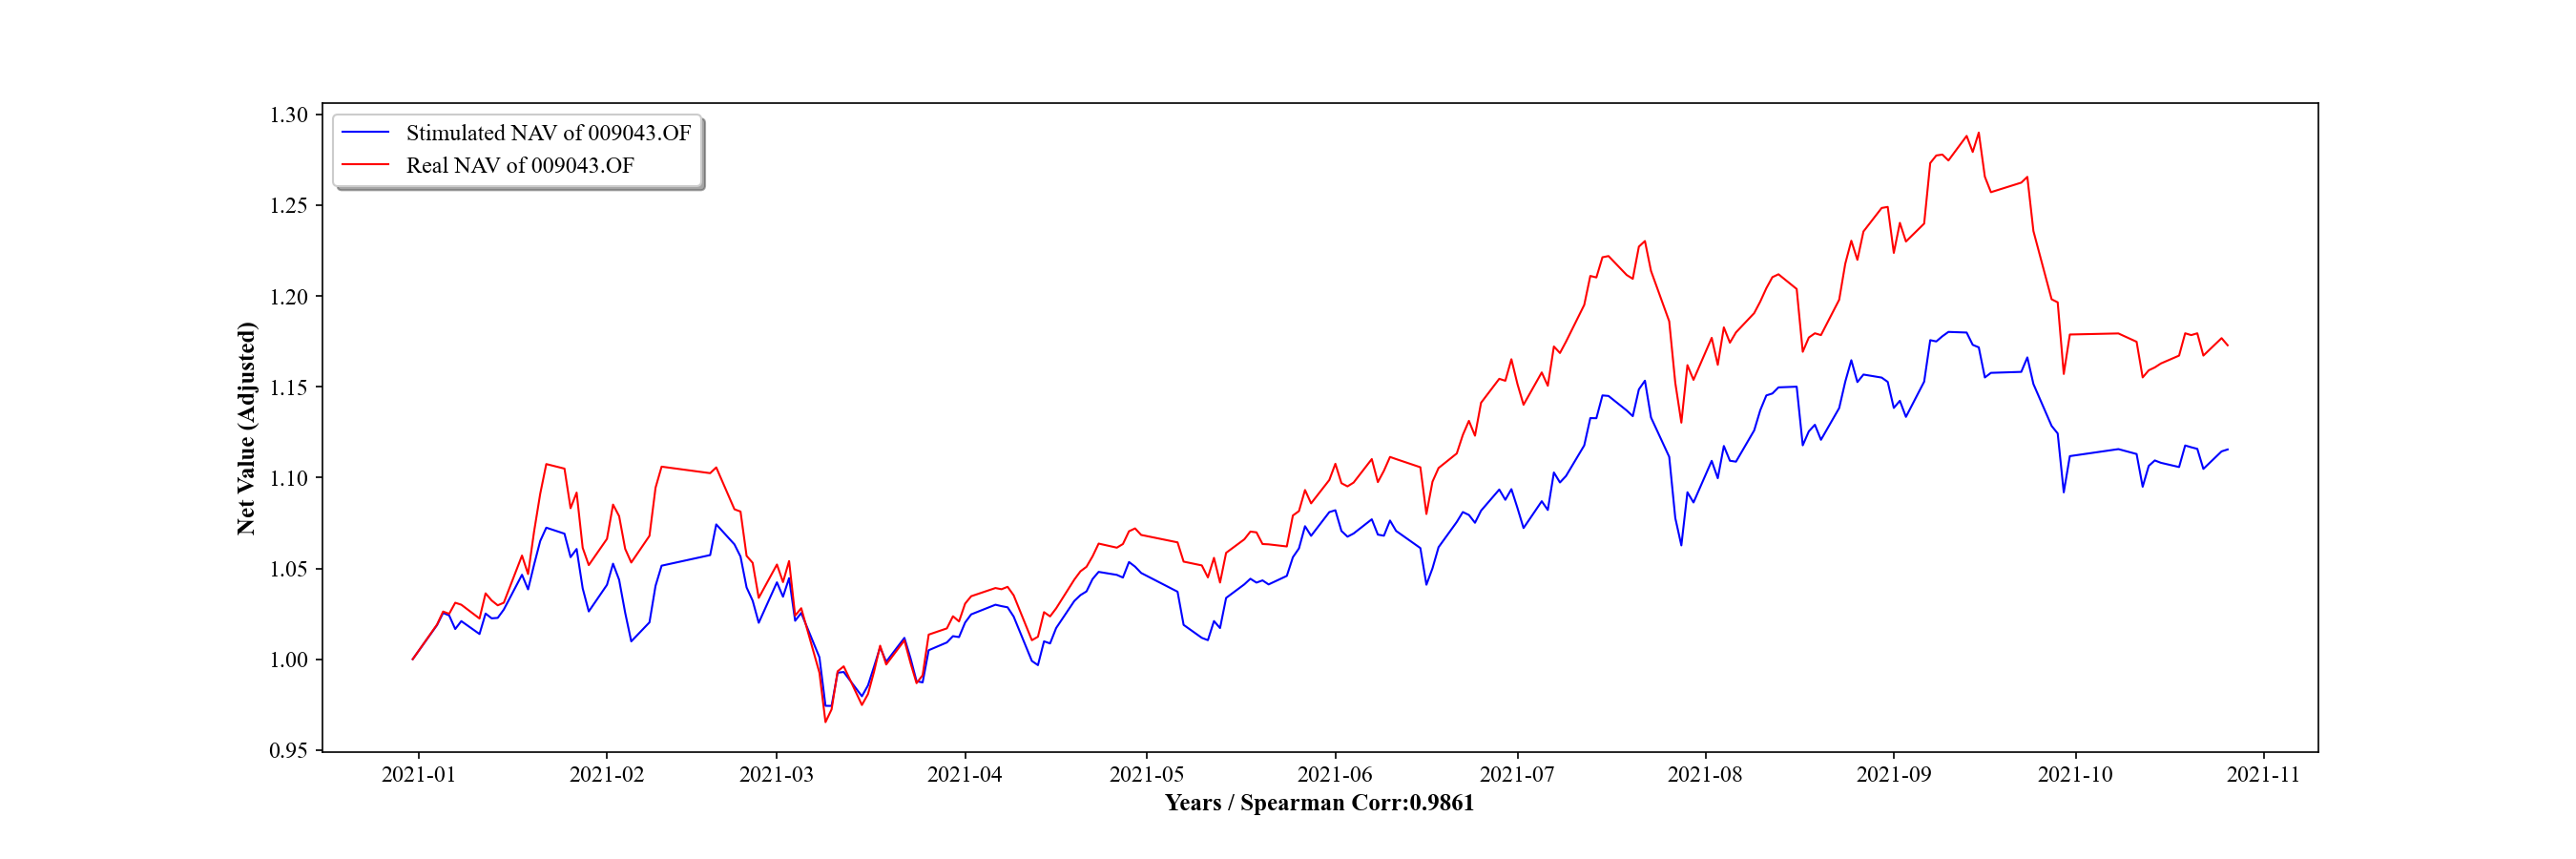 1.30
1.25
1.20
1.15
1.10
1.05
1.00
0.95
Net Value (Adjusted)
Stimulated NAV of 009043.OF
Real NAV of 009043.OF
2021-01 2021-02 2021-03 2021-04 2021-05 2021-06 2021-07 2021-08 2021-09 2021-10 2021-11
Years / Spearman Corr:0.9861